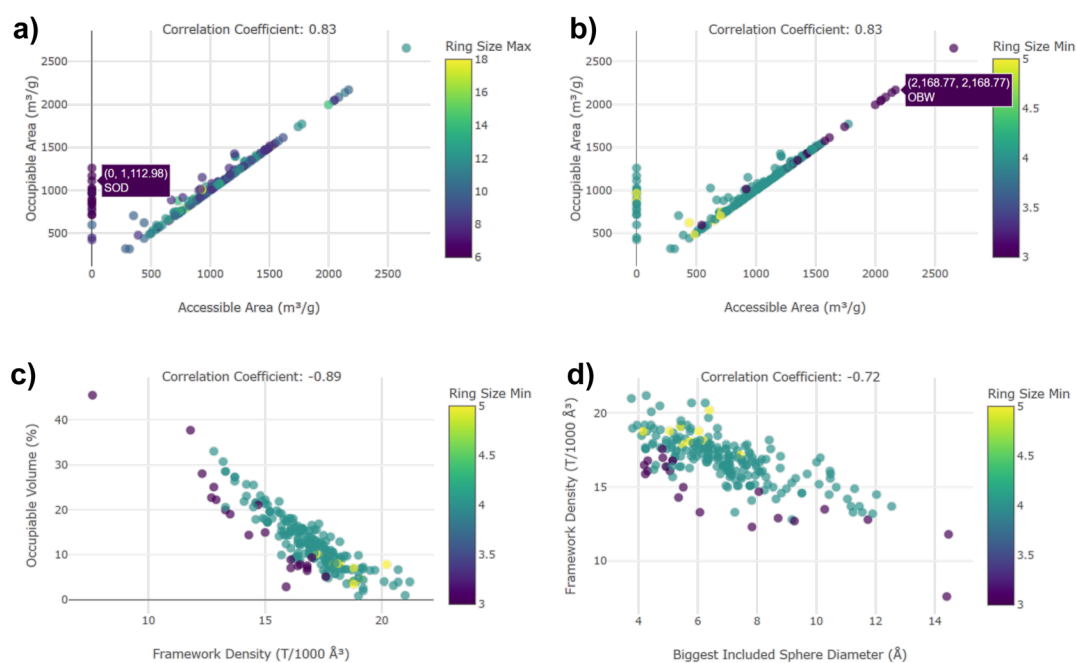 a)
Correlation Coefficient: 0.83
Ring Size Max
Occupiable Area (m³/g)
2500
2000
1500
1000
500
(0, 1,112.98)
SOD
18
16
14
12
10
8
6
0
500
1000
1500
2000
2500
Accessible Area (m³/g)
b)
Correlation Coefficient: 0.83
Ring Size Min
Occupiable Area (m³/g)
2500
2000
1500
1000
500
(2,168.77, 2,168.77)
OBW
5
4.5
4
3.5
3
0
500
1000
1500
2000
2500
Accessible Area (m³/g)
c)
Correlation Coefficient: -0.89
Ring Size Min
Occupiable Volume (%)
40
30
20
10
0
5
4.5
4
3.5
3
10
15
20
Framework Density (T/1000 Å³)
d)
Correlation Coefficient: -0.72
Ring Size Min
Framework Density (T/1000 Å³)
20
15
10
5
4.5
4
3.5
3
4
6
8
10
12
14
Biggest Included Sphere Diameter (Å)